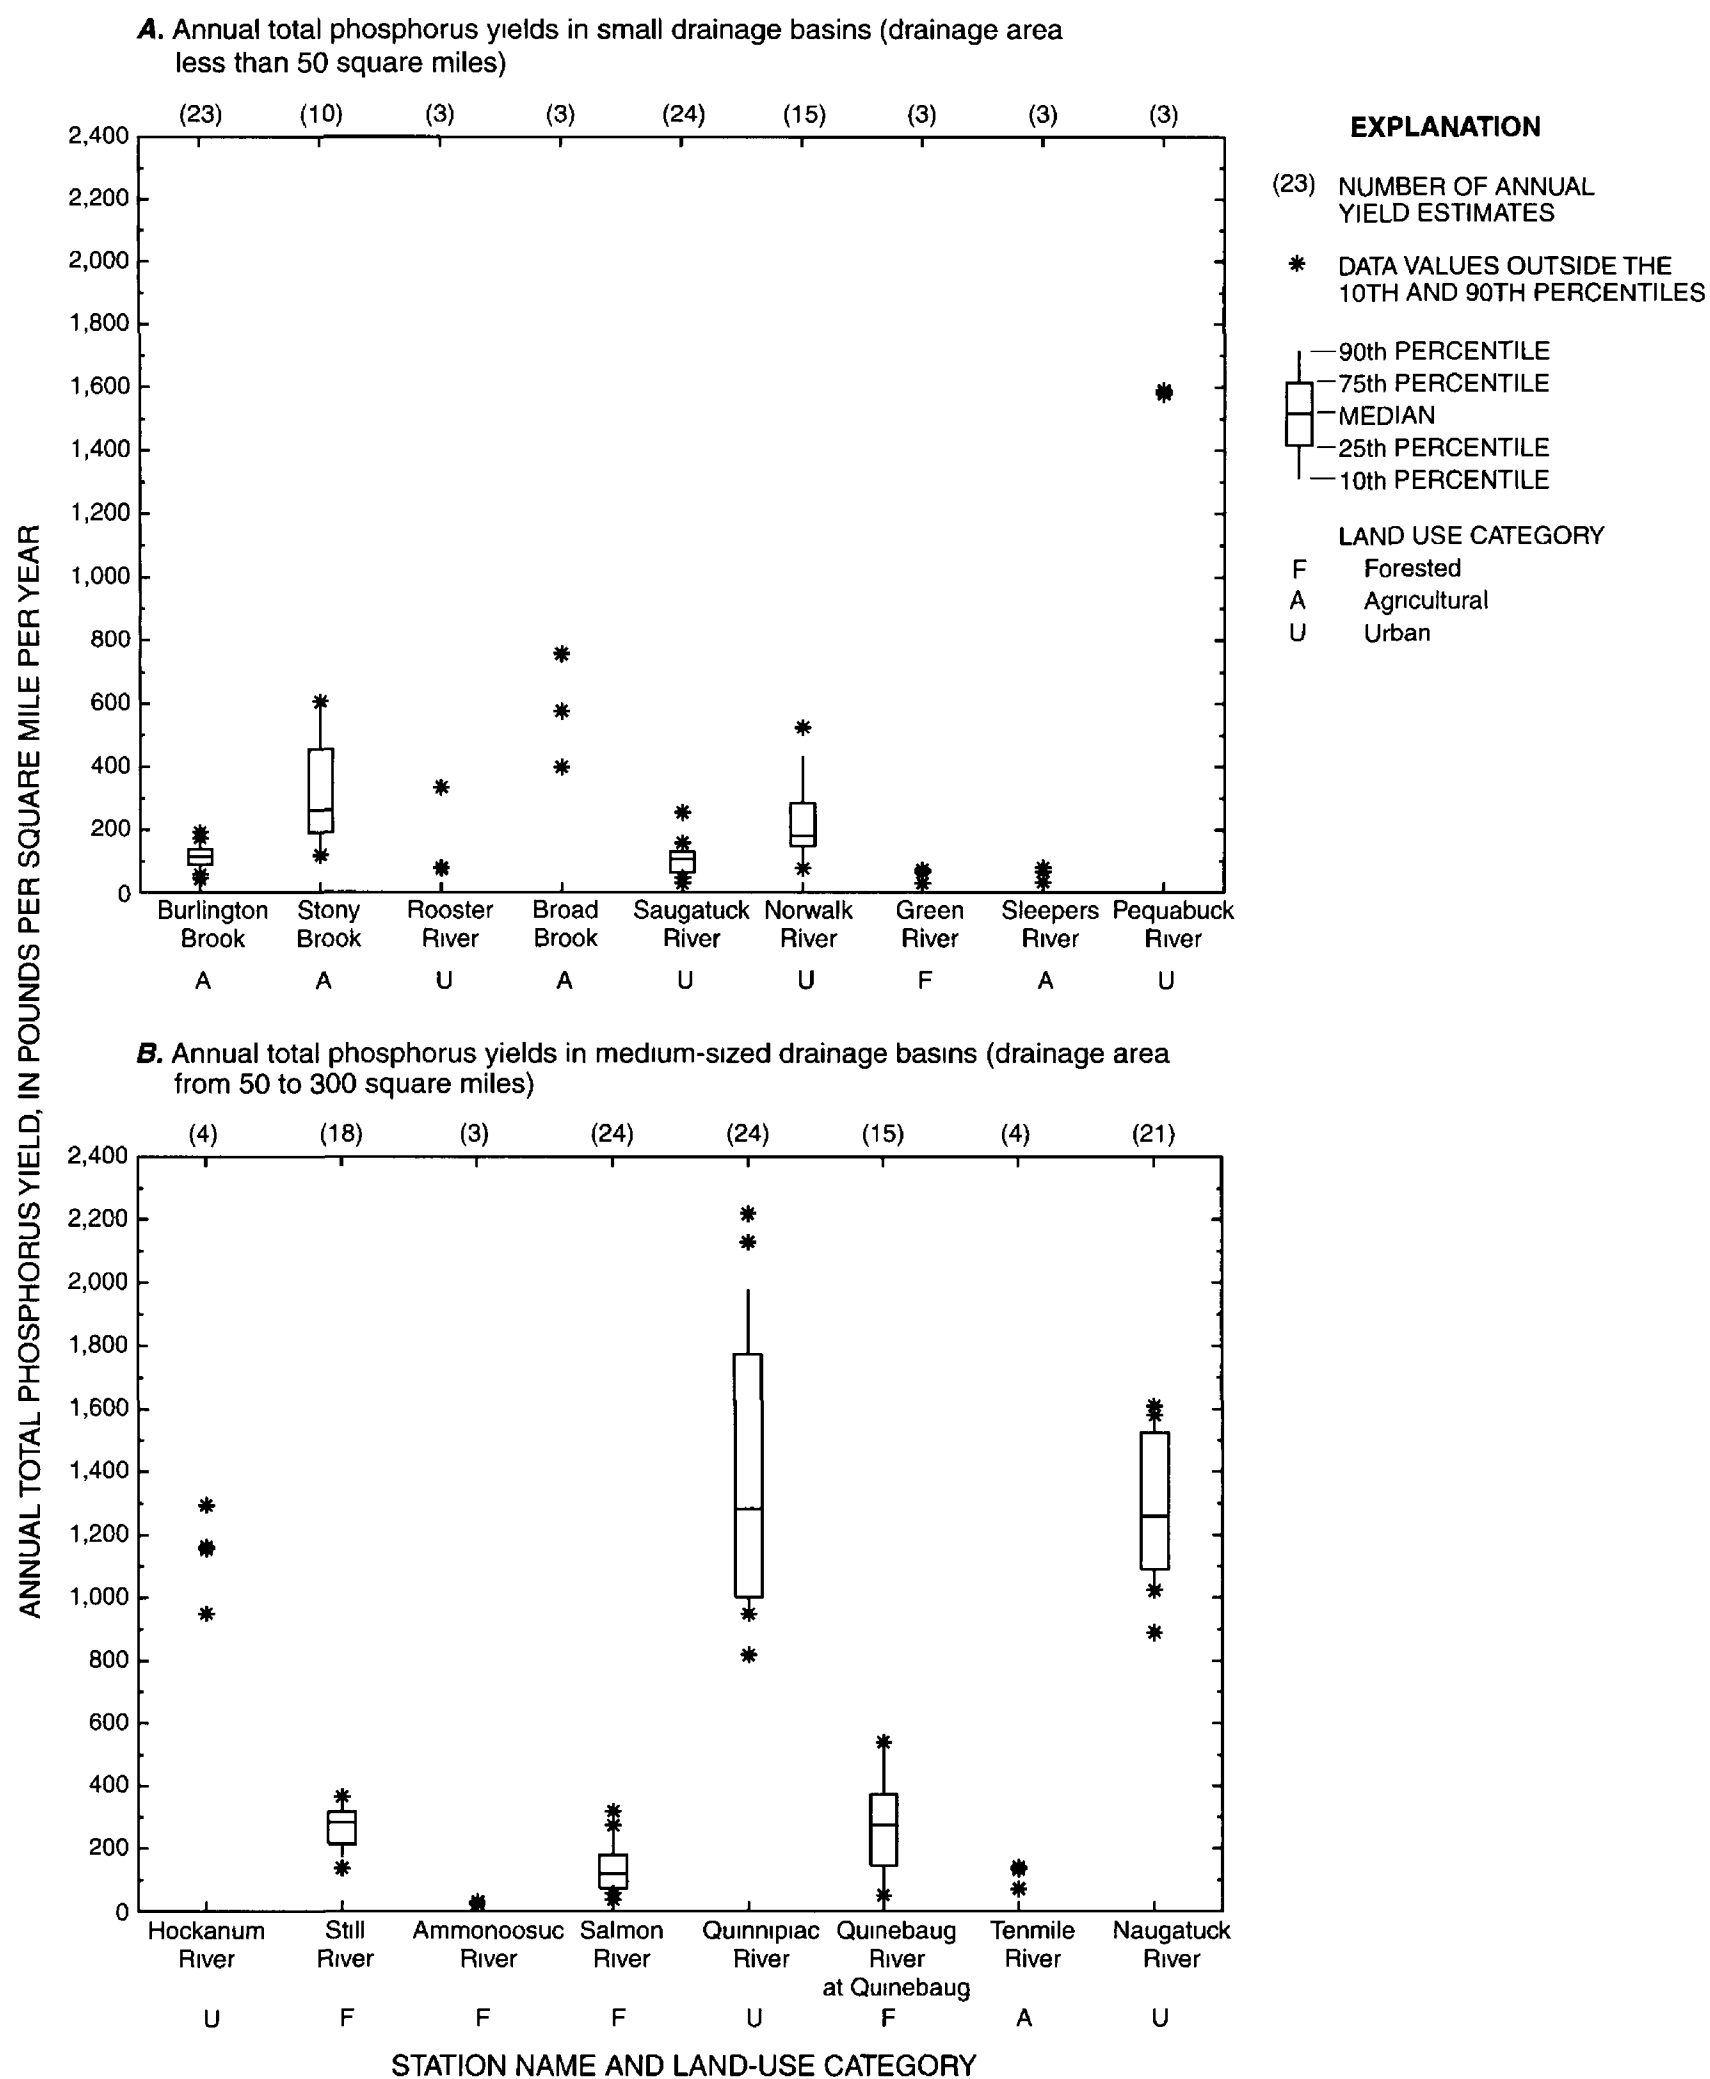 A. Annual total phosphorus yields in small drainage basins (drainage area
less than 50 square miles)
(23) (10) (3) (3) (24) (15) (3) (3) (3)
2,400
2,200
2,000
1,800
1,600
1,400
1,200
1,000
800
600
400
200
0
Burlington Stony Rooster Broad Saugatuck Norwalk Green Sleepers Pequabuck
Brook Brook River Brook River River River River River
A A U A U U F A U
EXPLANATION
(23) NUMBER OF ANNUAL
YIELD ESTIMATES
* DATA VALUES OUTSIDE THE
10TH AND 90TH PERCENTILES
90th PERCENTILE
75th PERCENTILE
MEDIAN
25th PERCENTILE
10th PERCENTILE
LAND USE CATEGORY
F Forested
A Agricultural
U Urban
ANNUAL TOTAL PHOSPHORUS YIELD, IN POUNDS PER SQUARE MILE PER YEAR
B. Annual total phosphorus yields in medium-sized drainage basins (drainage area
from 50 to 300 square miles)
(4) (18) (3) (24) (24) (15) (4) (21)
2,400
2,200
2,000
1,800
1,600
1,400
1,200
1,000
800
600
400
200
0
Hockanum Still Ammonoosuc Salmon Quinnipiac Quinebaug Tenmile Naugatuck
River River River River River River River River
at Quinebaug
U F F F U F A U
STATION NAME AND LAND-USE CATEGORY